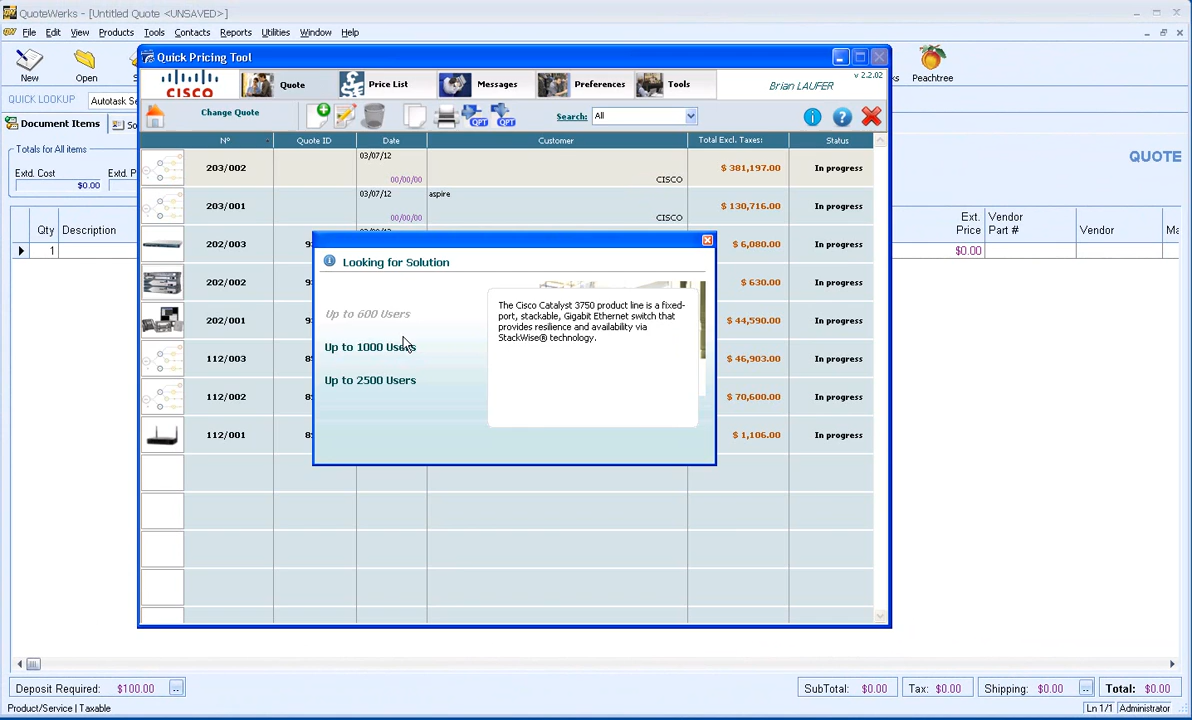 QuoteWerks - [Untitled Quote <UNSAVED>]
File Edit View Products Tools Contacts Reports Utilities Window Help
New Open Peachtree
QUICK LOOKUP Autotask Se
Document Items So
Totals for All items
Extd. Cost Extd. P
$0.00
QUOTE
Qty Description Ext. Price Vendor Part # Vendor Ma
1 $0.00
Quick Pricing Tool
CISCO Quote Price List Messages Preferences Tools Brian LAUFER v 2.2.02
Change Quote QPT QPT Search: All
Nº Quote ID Date Customer Total Excl. Taxes: Status
203/002 03/07/12 00/00/00 CISCO $ 381,197.00 In progress
203/001 03/07/12 00/00/00 aspire CISCO $ 130,716.00 In progress
202/003 $ 6,080.00 In progress
202/002 $ 630.00 In progress
202/001 $ 44,590.00 In progress
112/003 $ 46,903.00 In progress
112/002 $ 70,600.00 In progress
112/001 $ 1,106.00 In progress
Looking for Solution
Up to 600 Users
Up to 1000 Users
Up to 2500 Users
The Cisco Catalyst 3750 product line is a fixed-
port, stackable, Gigabit Ethernet switch that
provides resilience and availability via
StackWise® technology.
Deposit Required: $100.00 SubTotal: $0.00 Tax: $0.00 Shipping: $0.00 Total: $0.00
Product/Service | Taxable Ln 1/1 Administrator